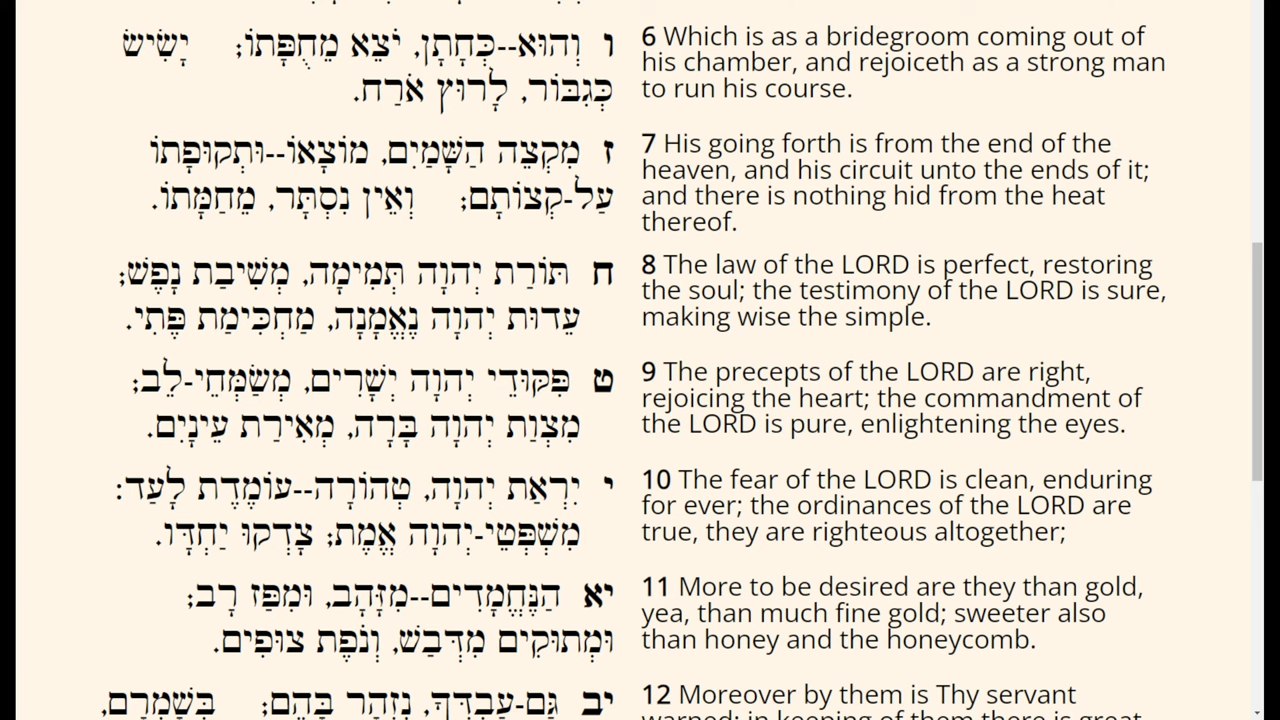 ו וְהוּא--כְּחָתָן, יֹצֵא מֵחֻפָּתוֹ; יָשִׂישׂ
כְּגִבּוֹר, לָרוּץ אֹרַח.
6 Which is as a bridegroom coming out of
his chamber, and rejoiceth as a strong man
to run his course.
ז מִקְצֵה הַשָּׁמַיִם, מוֹצָאוֹ--וּתְקוּפָתוֹ
עַל-קְצוֹתָם; וְאֵין נִסְתָּר, מֵחַמָּתוֹ.
7 His going forth is from the end of the
heaven, and his circuit unto the ends of it;
and there is nothing hid from the heat
thereof.
ח תּוֹרַת יְהוָה תְּמִימָה, מְשִׁיבַת נָפֶשׁ;
עֵדוּת יְהוָה נֶאֱמָנָה, מַחְכִּימַת פֶּתִי.
8 The law of the LORD is perfect, restoring
the soul; the testimony of the LORD is sure,
making wise the simple.
ט פִּקּוּדֵי יְהוָה יְשָׁרִים, מְשַׂמְּחֵי-לֵב;
מִצְוַת יְהוָה בָּרָה, מְאִירַת עֵינָיִם.
9 The precepts of the LORD are right,
rejoicing the heart; the commandment of
the LORD is pure, enlightening the eyes.
י יִרְאַת יְהוָה, טְהוֹרָה--עוֹמֶדֶת לָעַד:
מִשְׁפְּטֵי-יְהוָה אֱמֶת; צָדְקוּ יַחְדָּו.
10 The fear of the LORD is clean, enduring
for ever; the ordinances of the LORD are
true, they are righteous altogether;
יא הַנֶּחֱמָדִים--מִזָּהָב, וּמִפַּז רָב;
וּמְתוּקִים מִדְּבַשׁ, וְנֹפֶת צוּפִים.
11 More to be desired are they than gold,
yea, than much fine gold; sweeter also
than honey and the honeycomb.
יב גַּם-עַבְדְּךָ, נִזְהָר בָּהֶם; בְּשָׁמְרָם,
12 Moreover by them is Thy servant
warned; in keeping of them there is great